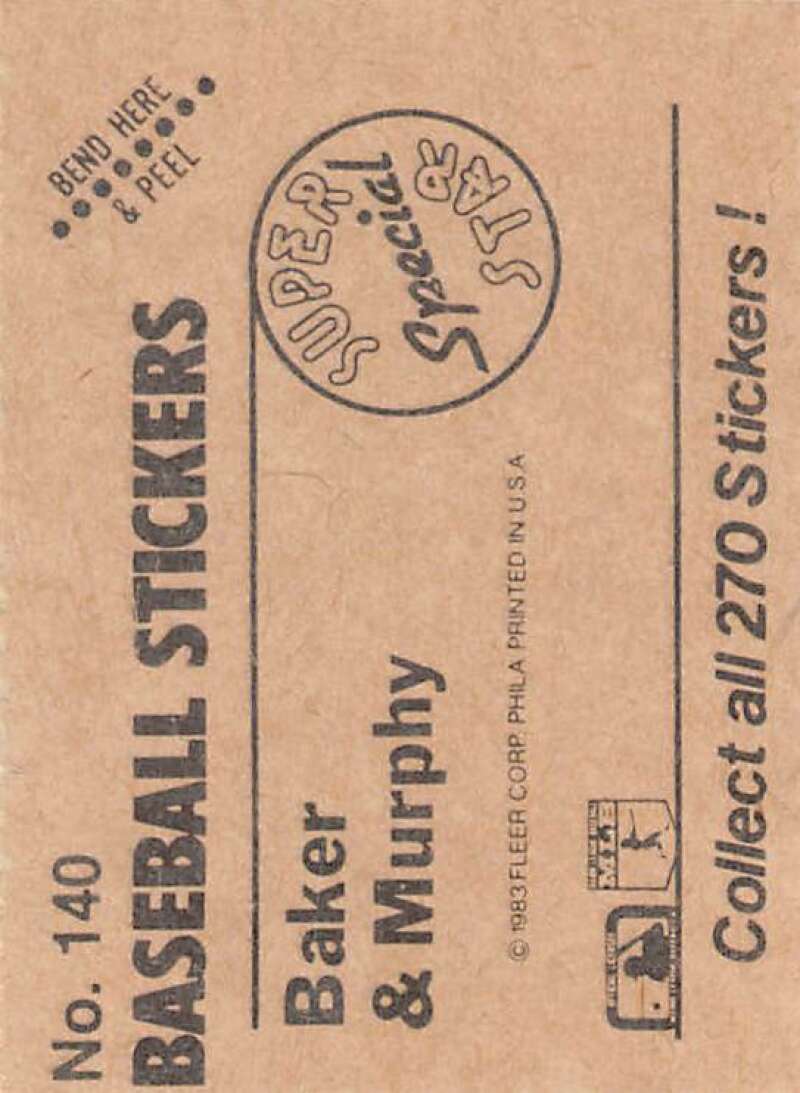 No. 140
BEND HERE
& PEEL
BASEBALL STICKERS
Baker
& Murphy
SUPER
Special
STAR
© 1983 FLEER CORP. PHILA PRINTED IN U.S.A
Collect all 270 Stickers!